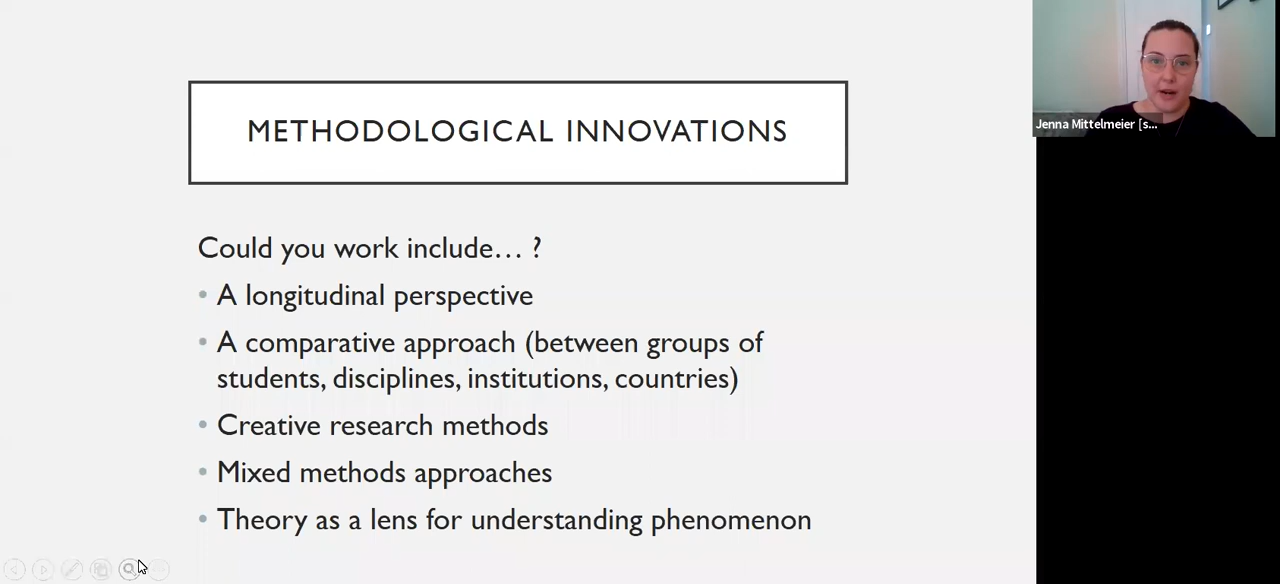 METHODOLOGICAL INNOVATIONS
Could you work include… ?
• A longitudinal perspective
• A comparative approach (between groups of
students, disciplines, institutions, countries)
• Creative research methods
• Mixed methods approaches
• Theory as a lens for understanding phenomenon
Jenna Mittelmeier [s...